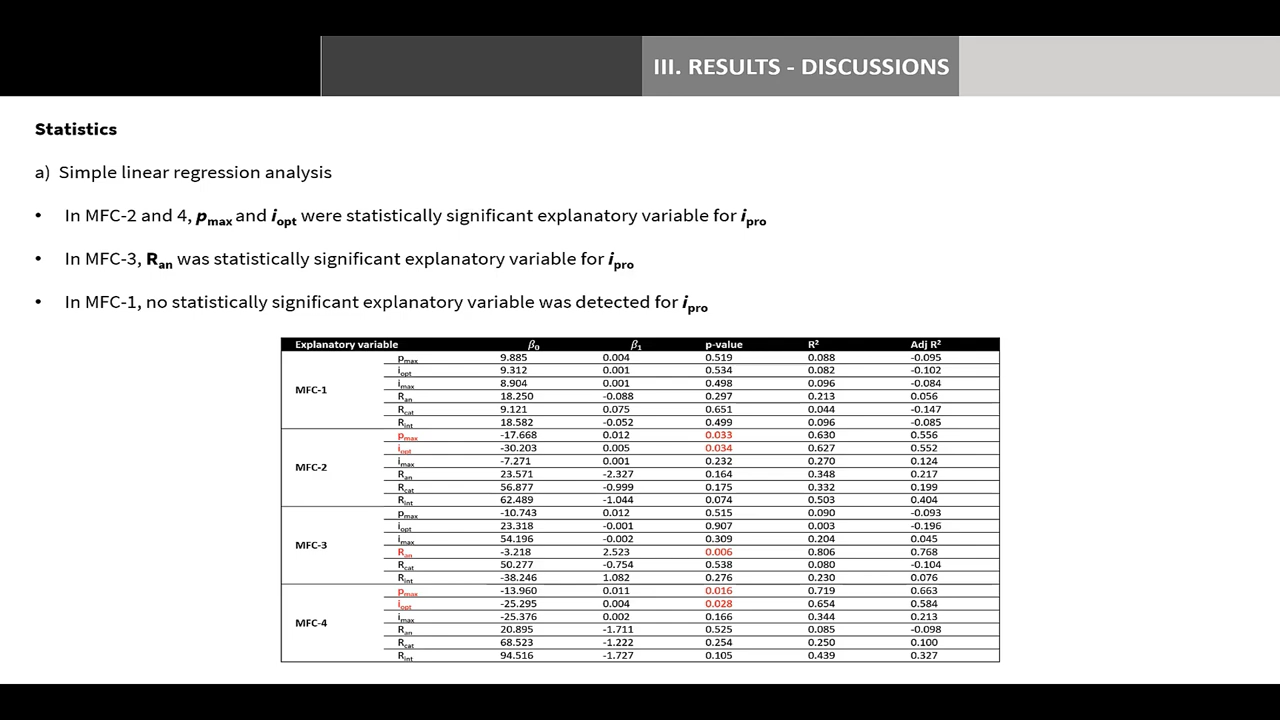 III. RESULTS - DISCUSSIONS
Statistics
a) Simple linear regression analysis
• In MFC-2 and 4, pmax and iopt were statistically significant explanatory variable for ipro
• In MFC-3, Ran was statistically significant explanatory variable for ipro
• In MFC-1, no statistically significant explanatory variable was detected for ipro
Explanatory variable β0 β1 p-value R² Adj R²
MFC-1
pmax 9.885 0.004 0.519 0.088 -0.095
iopt 9.312 0.001 0.534 0.082 -0.102
imax 8.904 0.001 0.498 0.096 -0.084
Ran 18.250 -0.088 0.297 0.213 0.056
Rcat 9.121 0.075 0.651 0.044 -0.147
Rint 18.582 -0.052 0.499 0.096 -0.085
MFC-2
pmax -17.668 0.012 0.033 0.630 0.556
iopt -30.203 0.005 0.034 0.627 0.552
imax -7.271 0.001 0.232 0.270 0.124
Ran 23.571 -2.327 0.164 0.348 0.217
Rcat 56.877 -0.999 0.175 0.332 0.199
Rint 62.489 -1.044 0.074 0.503 0.404
MFC-3
pmax -10.743 0.012 0.515 0.090 -0.093
iopt 23.318 -0.001 0.907 0.003 -0.196
imax 54.196 -0.002 0.309 0.204 0.045
Ran -3.218 2.523 0.006 0.806 0.768
Rcat 50.277 -0.754 0.538 0.080 -0.104
Rint -38.246 1.082 0.276 0.230 0.076
MFC-4
pmax -13.960 0.011 0.016 0.719 0.663
iopt -25.295 0.004 0.028 0.654 0.584
imax -25.376 0.002 0.166 0.344 0.213
Ran 20.895 -1.711 0.525 0.085 -0.098
Rcat 68.523 -1.222 0.254 0.250 0.100
Rint 94.516 -1.727 0.105 0.439 0.327